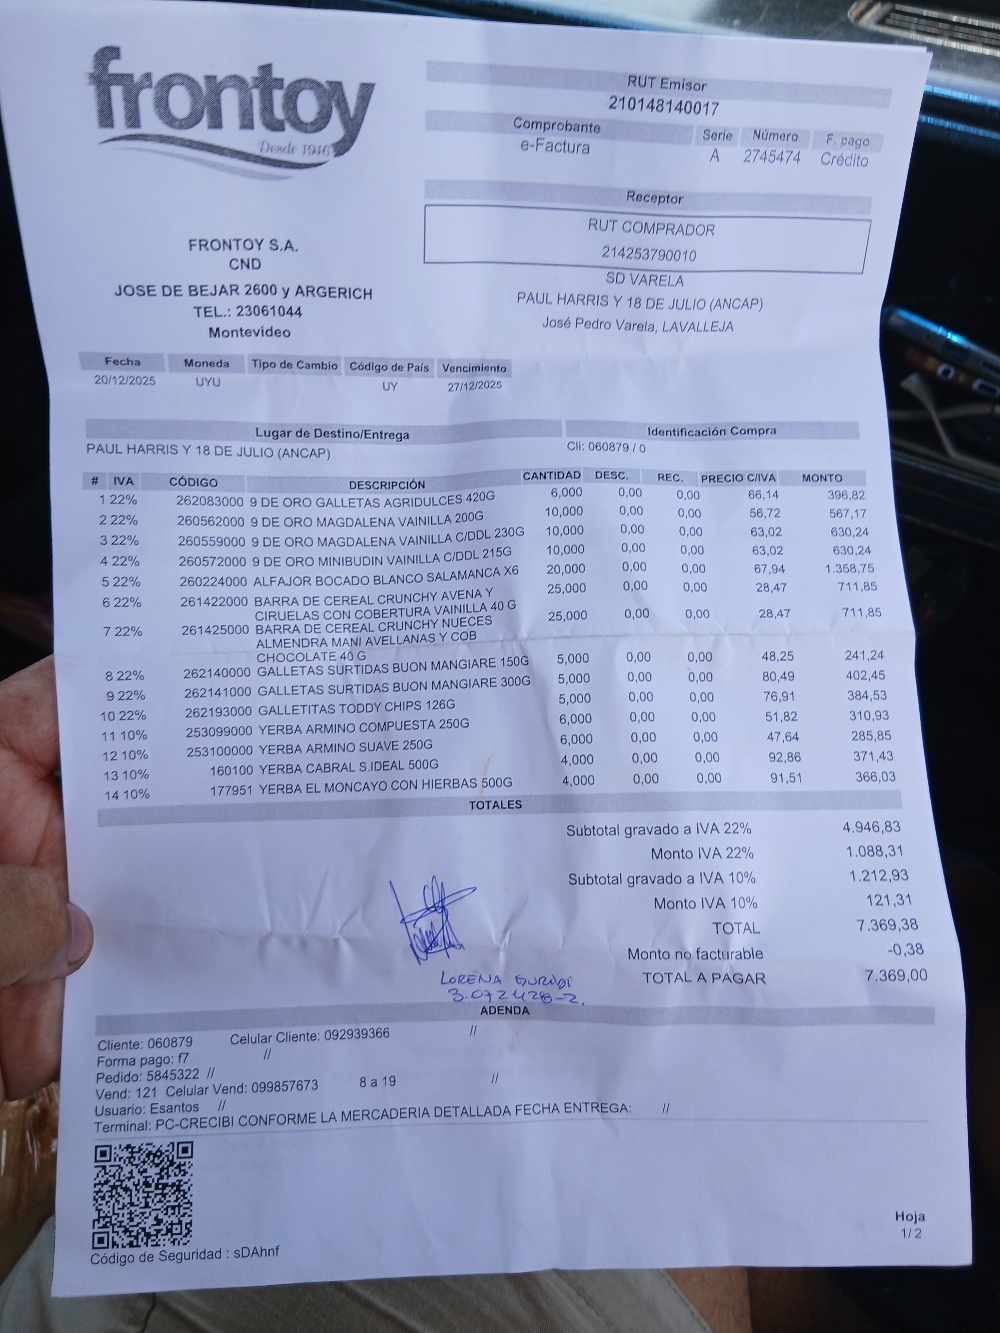 frontoy
Desde 1946
RUT Emisor
210148140017
Comprobante Serie Número F. pago
e-Factura A 2745474 Crédito
Receptor
RUT COMPRADOR
214253790010
SD VARELA
PAUL HARRIS Y 18 DE JULIO (ANCAP)
José Pedro Varela, LAVALLEJA
FRONTOY S.A.
CND
JOSE DE BEJAR 2600 y ARGERICH
TEL.: 23061044
Montevideo
Fecha Moneda Tipo de Cambio Código de País Vencimiento
20/12/2025 UYU UY 27/12/2025
Lugar de Destino/Entrega Identificación Compra
PAUL HARRIS Y 18 DE JULIO (ANCAP) Cli: 060879 / 0
# IVA CÓDIGO DESCRIPCIÓN CANTIDAD DESC. REC. PRECIO C/IVA MONTO
1 22% 262083000 9 DE ORO GALLETAS AGRIDULCES 420G 6,000 0,00 0,00 66,14 396,82
2 22% 260562000 9 DE ORO MAGDALENA VAINILLA 200G 10,000 0,00 0,00 56,72 567,17
3 22% 260559000 9 DE ORO MAGDALENA VAINILLA C/DDL 230G 10,000 0,00 0,00 63,02 630,24
4 22% 260572000 9 DE ORO MINIBUDIN VAINILLA C/DDL 215G 10,000 0,00 0,00 63,02 630,24
5 22% 260224000 ALFAJOR BOCADO BLANCO SALAMANCA X6 20,000 0,00 0,00 67,94 1.358,75
6 22% 261422000 BARRA DE CEREAL CRUNCHY AVENA Y 25,000 0,00 0,00 28,47 711,85
CIRUELAS CON COBERTURA VAINILLA 40 G
7 22% 261425000 BARRA DE CEREAL CRUNCHY NUECES 25,000 0,00 0,00 28,47 711,85
ALMENDRA MANI AVELLANAS Y COB
CHOCOLATE 40 G
8 22% 262140000 GALLETAS SURTIDAS BUON MANGIARE 150G 5,000 0,00 0,00 48,25 241,24
9 22% 262141000 GALLETAS SURTIDAS BUON MANGIARE 300G 5,000 0,00 0,00 80,49 402,45
10 22% 262193000 GALLETITAS TODDY CHIPS 126G 5,000 0,00 0,00 76,91 384,53
11 10% 253099000 YERBA ARMINO COMPUESTA 250G 6,000 0,00 0,00 51,82 310,93
12 10% 253100000 YERBA ARMINO SUAVE 250G 6,000 0,00 0,00 47,64 285,85
13 10% 160100 YERBA CABRAL S.IDEAL 500G 4,000 0,00 0,00 92,86 371,43
14 10% 177951 YERBA EL MONCAYO CON HIERBAS 500G 4,000 0,00 0,00 91,51 366,03
TOTALES
Subtotal gravado a IVA 22% 4.946,83
Monto IVA 22% 1.088,31
Subtotal gravado a IVA 10% 1.212,93
Monto IVA 10% 121,31
TOTAL 7.369,38
Monto no facturable -0,38
TOTAL A PAGAR 7.369,00
LORENA
ADENDA
Cliente: 060879 Celular Cliente: 092939366 //
Forma pago: f7 //
Pedido: 5845322 //
Vend: 121 Celular Vend: 099857673 8 a 19 //
Usuario: Esantos //
Terminal: PC-CRECIBI CONFORME LA MERCADERIA DETALLADA FECHA ENTREGA: //
Código de Seguridad : sDAhnf
Hoja
1/ 2